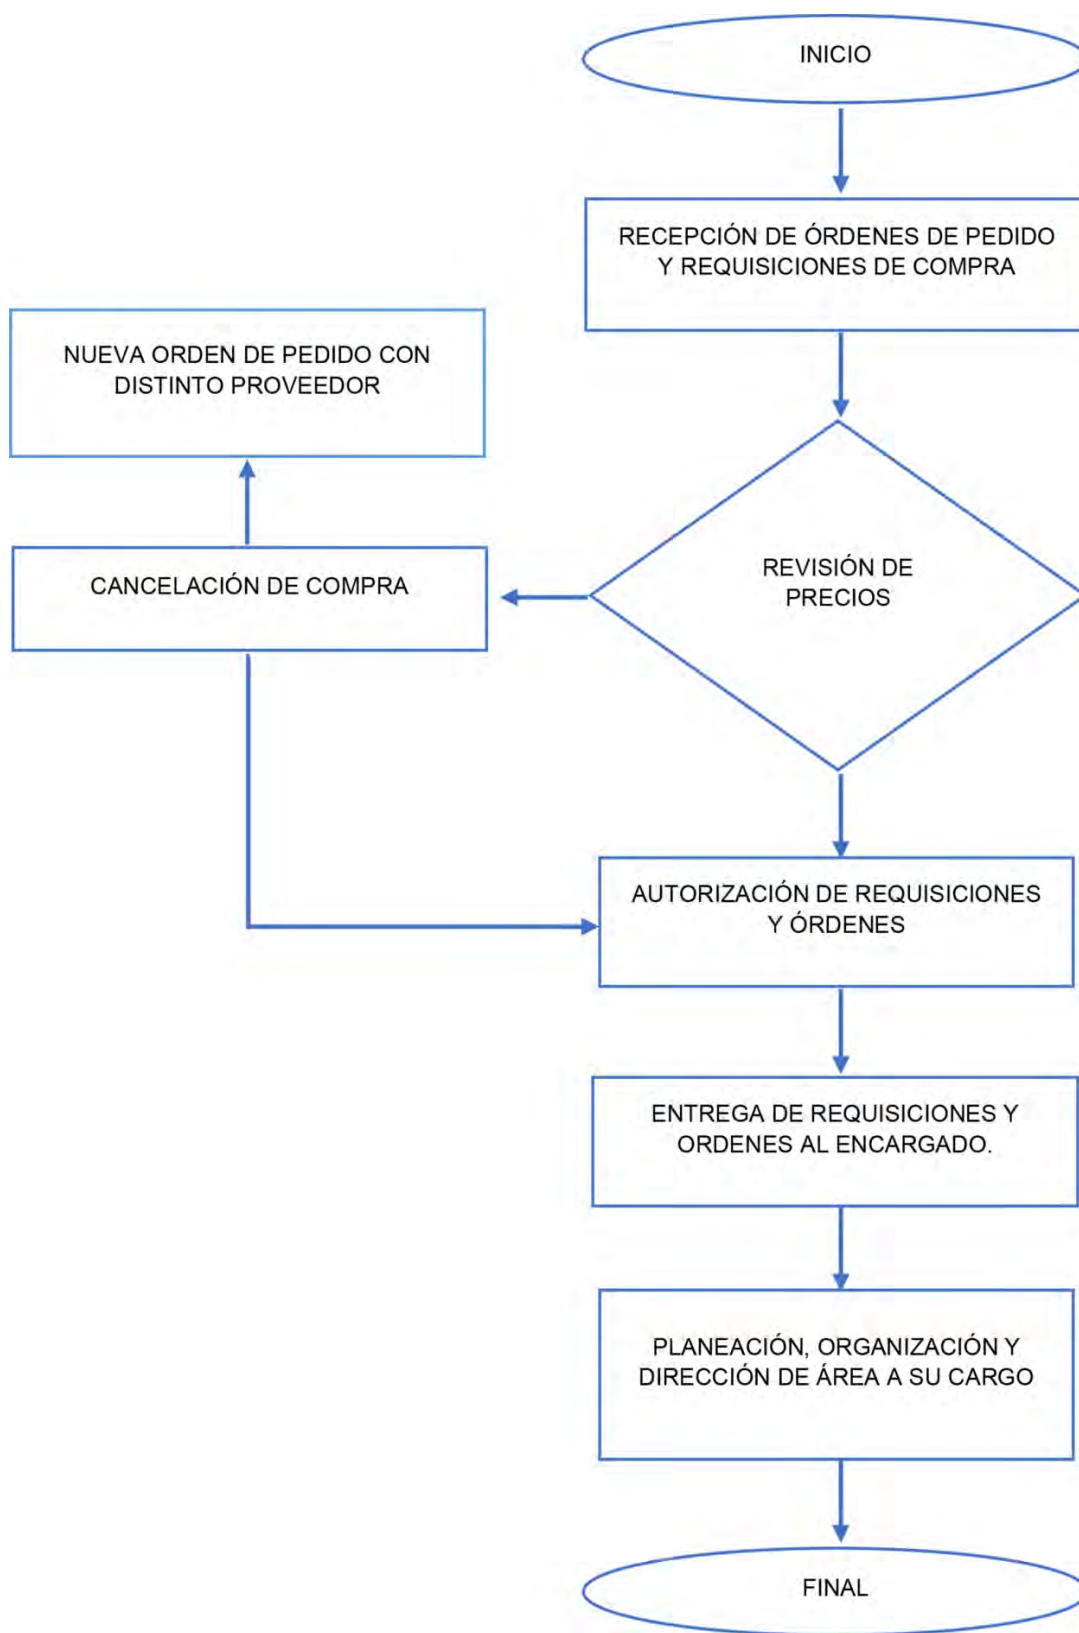 INICIO
RECEPCIÓN DE ÓRDENES DE PEDIDO
Y REQUISICIONES DE COMPRA
NUEVA ORDEN DE PEDIDO CON
DISTINTO PROVEEDOR
CANCELACIÓN DE COMPRA
REVISIÓN DE
PRECIOS
AUTORIZACIÓN DE REQUISICIONES
Y ÓRDENES
ENTREGA DE REQUISICIONES Y
ORDENES AL ENCARGADO.
PLANEACIÓN, ORGANIZACIÓN Y
DIRECCIÓN DE ÁREA A SU CARGO
FINAL